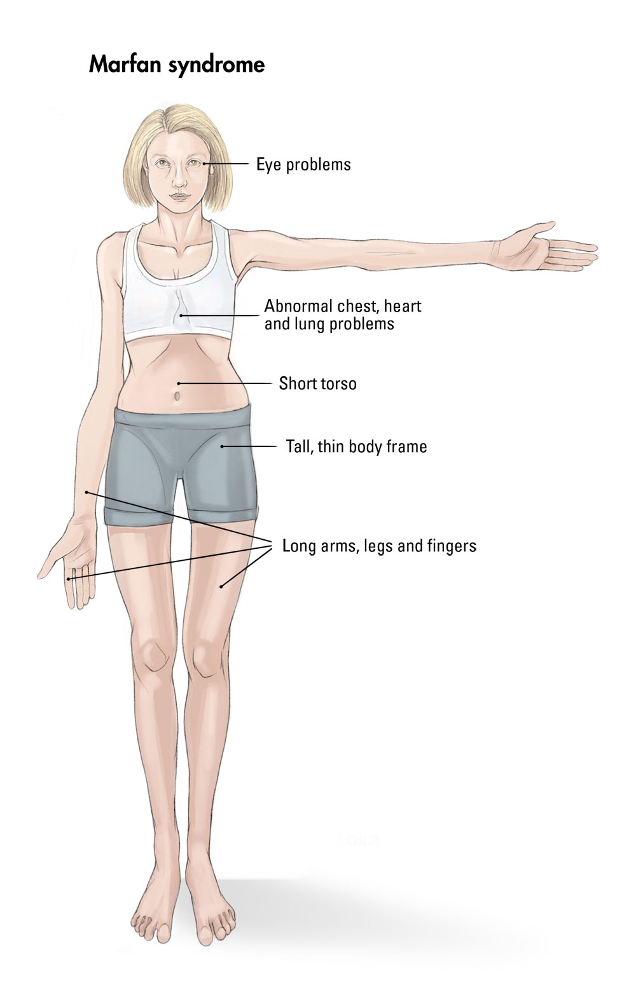 Marfan syndrome
Eye problems
Abnormal chest, heart
and lung problems
Short torso
Tall, thin body frame
Long arms, legs and fingers